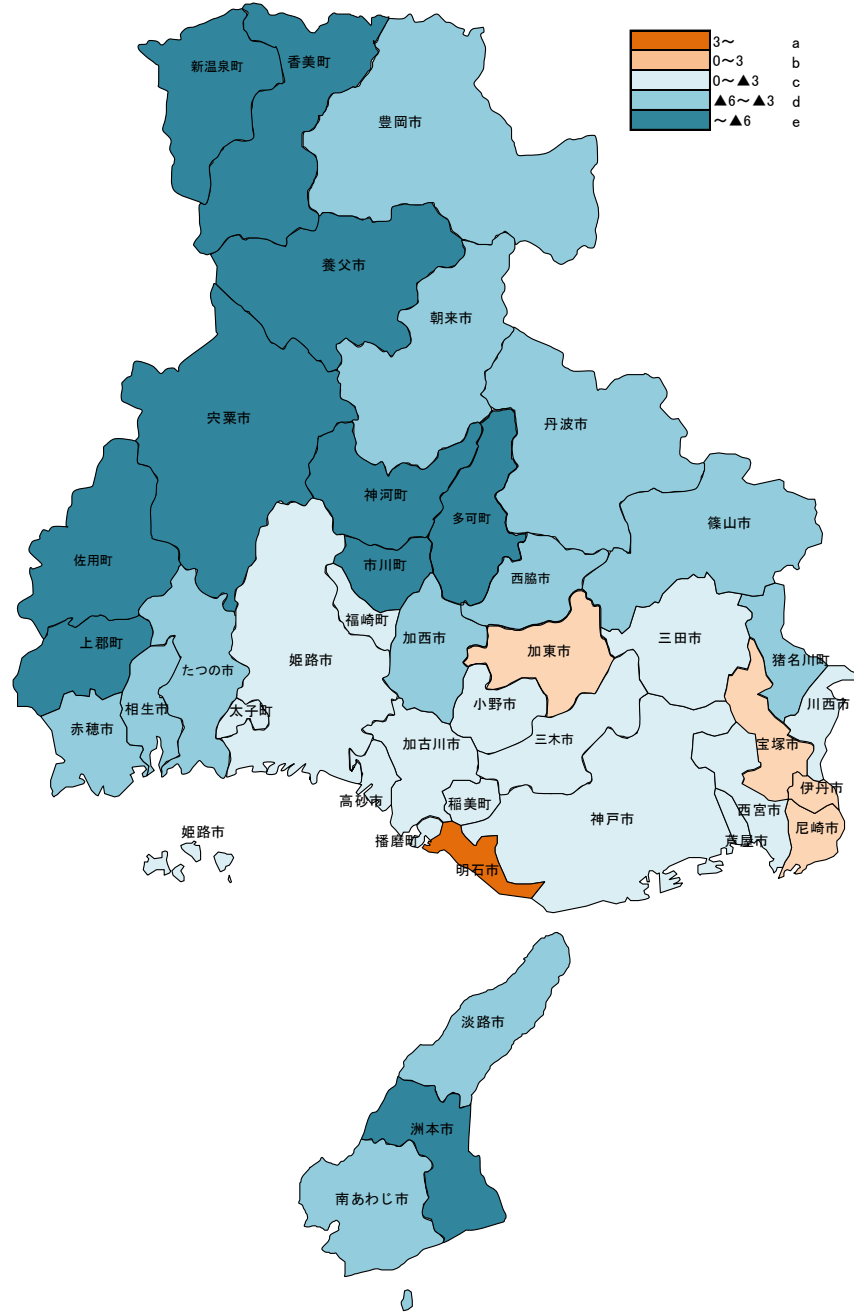 3～ a
0～3 b
0～▲3 c
▲6～▲3 d
～▲6 e
新温泉町
香美町
豊岡市
養父市
朝来市
宍粟市
丹波市
神河町
多可町
篠山市
佐用町
市川町
西脇市
福崎町
加西市
加東市
三田市
上郡町
姫路市
猪名川町
たつの市
相生市
太子町
小野市
川西市
赤穂市
加古川市
三木市
宝塚市
高砂市
稲美町
神戸市
西宮市
伊丹市
姫路市
播磨町
芦屋市
尼崎市
明石市
淡路市
洲本市
南あわじ市